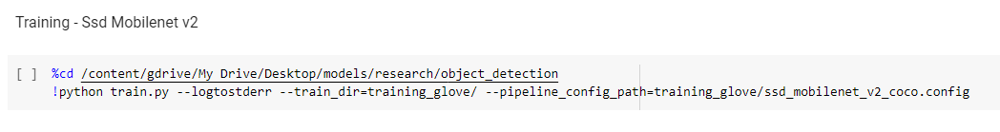 Training - Ssd Mobilenet v2
[ ] %cd /content/gdrive/My Drive/Desktop/models/research/object_detection
!python train.py --logtostderr --train_dir=training_glove/ --pipeline_config_path=training_glove/ssd_mobilenet_v2_coco.config